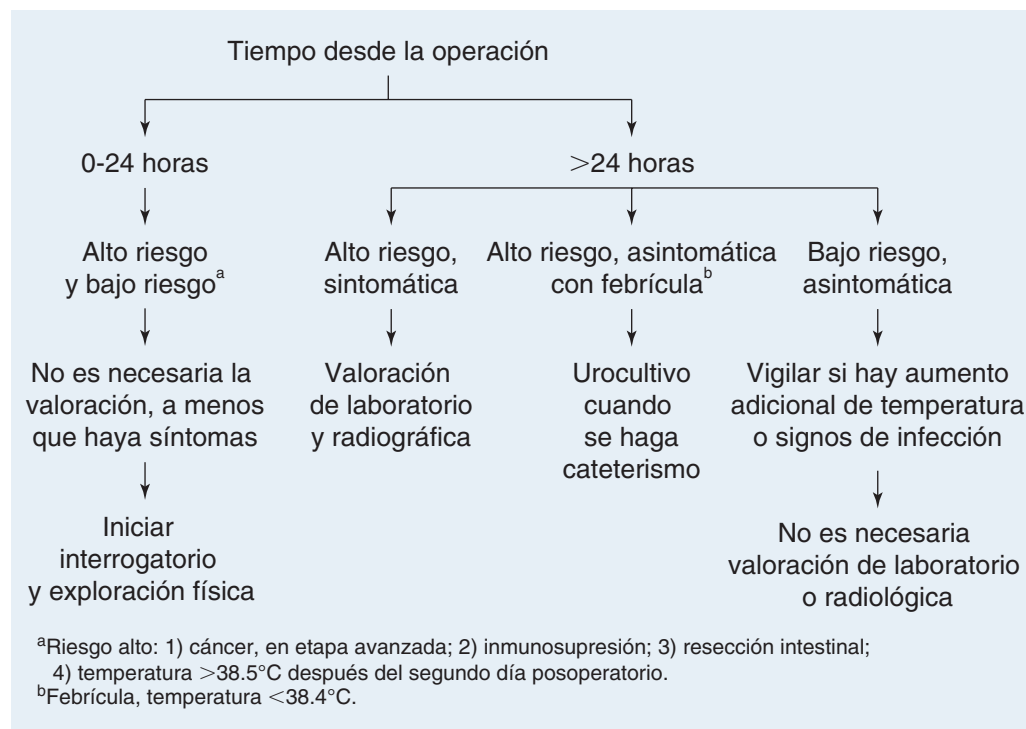 Tiempo desde la operación
0-24 horas
>24 horas
Alto riesgo
y bajo riesgoᵃ
Alto riesgo,
sintomática
Alto riesgo, asintomática
con febrículaᵇ
Bajo riesgo,
asintomática
No es necesaria la
valoración, a menos
que haya síntomas
Valoración
de laboratorio
y radiográfica
Urocultivo
cuando
se haga
cateterismo
Vigilar si hay aumento
adicional de temperatura
o signos de infección
Iniciar
interrogatorio
y exploración física
No es necesaria
valoración de laboratorio
o radiológica
ᵃRiesgo alto: 1) cáncer, en etapa avanzada; 2) inmunosupresión; 3) resección intestinal;
4) temperatura >38.5°C después del segundo día posoperatorio.
ᵇFebrícula, temperatura <38.4°C.